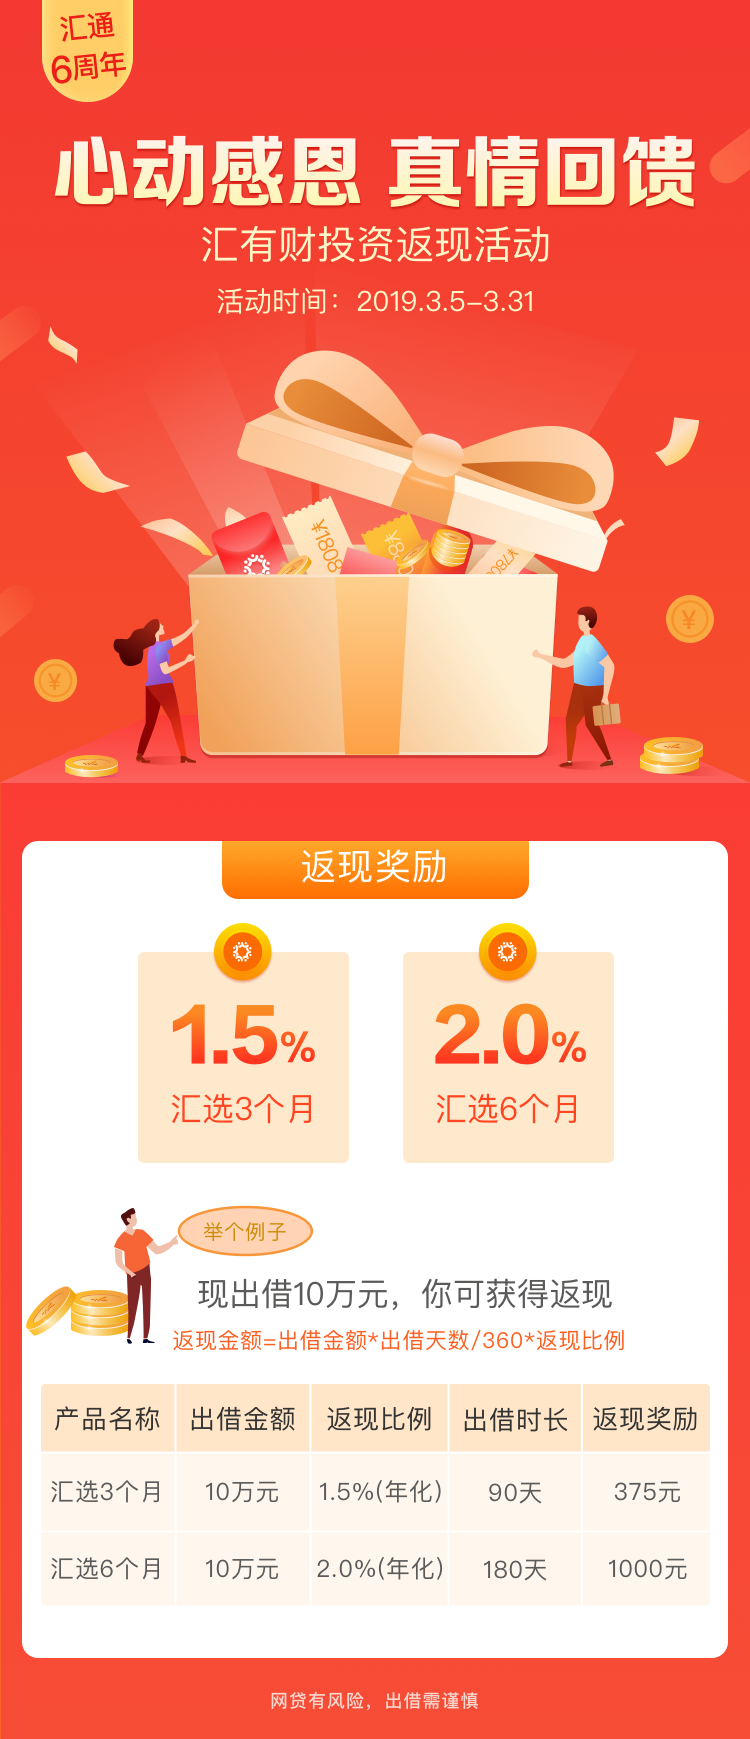 汇通
6周年
心动感恩 真情回馈
汇有财投资返现活动
活动时间：2019.3.5-3.31
¥1808
返现奖励
1.5% 2.0%
汇选3个月 汇选6个月
举个例子
现出借10万元，你可获得返现
返现金额=出借金额*出借天数/360*返现比例
产品名称 出借金额 返现比例 出借时长 返现奖励
汇选3个月 10万元 1.5%(年化) 90天 375元
汇选6个月 10万元 2.0%(年化) 180天 1000元
网贷有风险，出借需谨慎